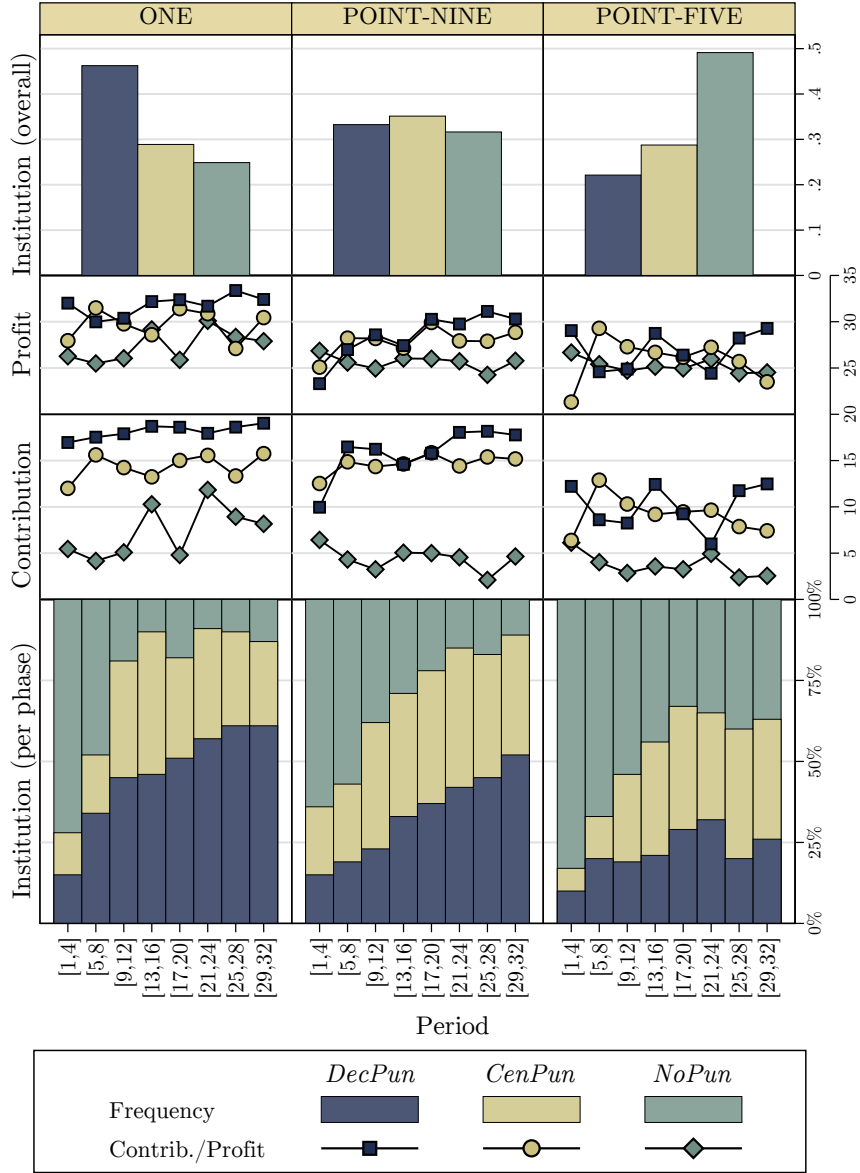 ONE POINT-NINE POINT-FIVE
Institution (overall)
0 .1 .2 .3 .4 .5
Profit
20 25 30 35
Contribution
0 5 10 15
Institution (per phase)
0% 25% 50% 75% 100%
[1,4] [5,8] [9,12] [13,16] [17,20] [21,24] [25,28] [29,32]
[1,4] [5,8] [9,12] [13,16] [17,20] [21,24] [25,28] [29,32]
[1,4] [5,8] [9,12] [13,16] [17,20] [21,24] [25,28] [29,32]
Period
DecPun CenPun NoPun
Frequency
Contrib./Profit